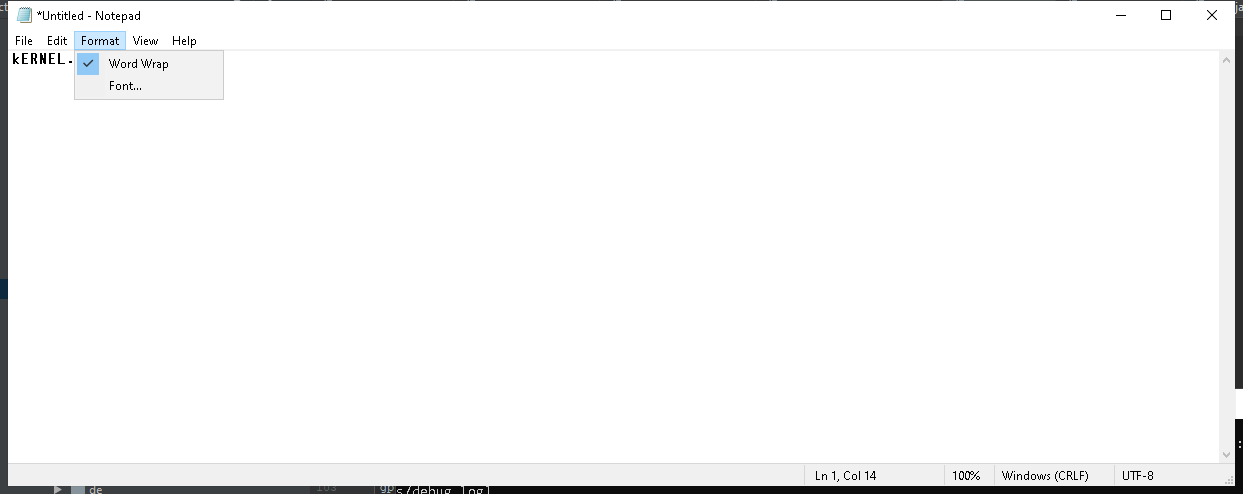 *Untitled - Notepad
File Edit Format View Help
kERNEL.
Word Wrap
Font...
Ln 1, Col 14 100% Windows (CRLF) UTF-8
de 103 gps/debug.log]